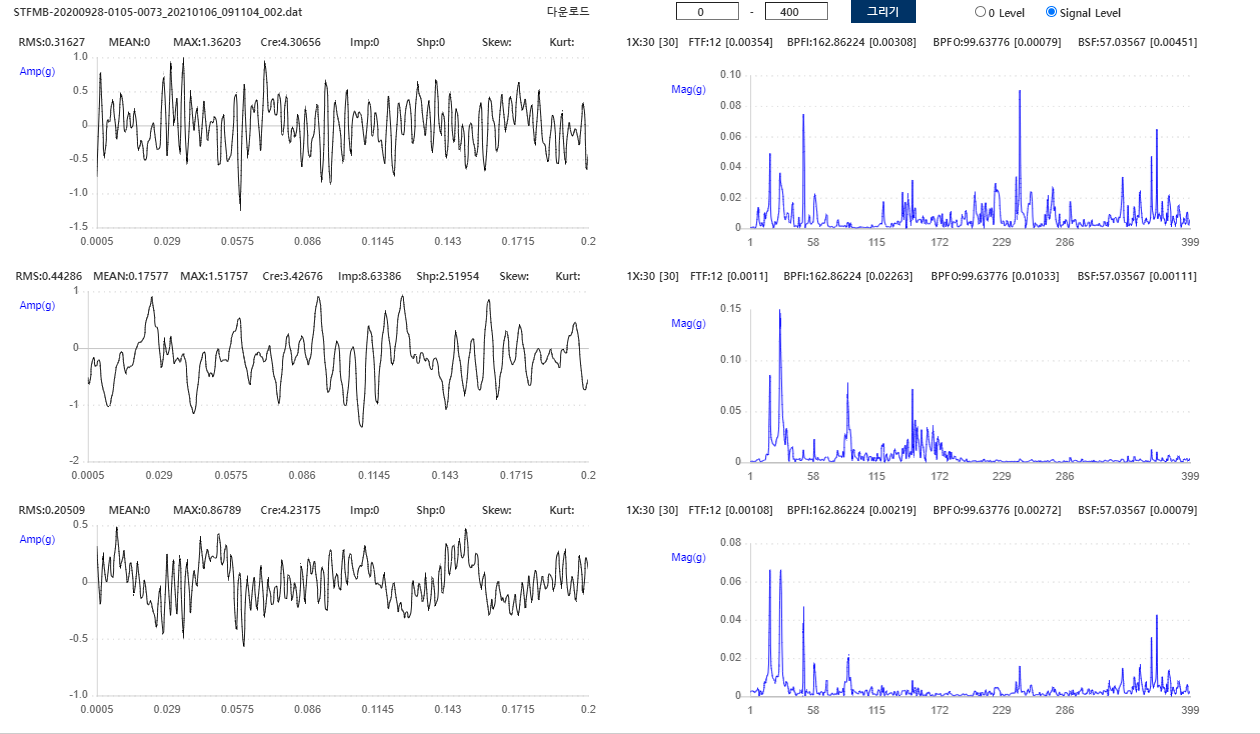 STFMB-20200928-0105-0073_20210106_091104_002.dat 다운로드 0 - 400 그리기 0 Level Signal Level
RMS:0.31627 MEAN:0 MAX:1.36203 Cre:4.30656 Imp:0 Shp:0 Skew: Kurt: 1X:30 [30] FTF:12 [0.00354] BPFI:162.86224 [0.00308] BPFO:99.63776 [0.00079] BSF:57.03567 [0.00451]
Amp(g)
1.0
0.5
0
-0.5
-1.0
-1.5
0.0005 0.029 0.0575 0.086 0.1145 0.143 0.1715 0.2
Mag(g)
0.10
0.08
0.06
0.04
0.02
0
1 58 115 172 229 286 399
RMS:0.44286 MEAN:0.17577 MAX:1.51757 Cre:3.42676 Imp:8.63386 Shp:2.51954 Skew: Kurt: 1X:30 [30] FTF:12 [0.0011] BPFI:162.86224 [0.02263] BPFO:99.63776 [0.01033] BSF:57.03567 [0.00111]
Amp(g)
1
0
-1
-2
0.0005 0.029 0.0575 0.086 0.1145 0.143 0.1715 0.2
Mag(g)
0.15
0.10
0.05
0
1 58 115 172 229 286 399
RMS:0.20509 MEAN:0 MAX:0.86789 Cre:4.23175 Imp:0 Shp:0 Skew: Kurt: 1X:30 [30] FTF:12 [0.00108] BPFI:162.86224 [0.00219] BPFO:99.63776 [0.00272] BSF:57.03567 [0.00079]
Amp(g)
0.5
0
-0.5
-1.0
0.0005 0.029 0.0575 0.086 0.1145 0.143 0.1715 0.2
Mag(g)
0.08
0.06
0.04
0.02
0
1 58 115 172 229 286 399